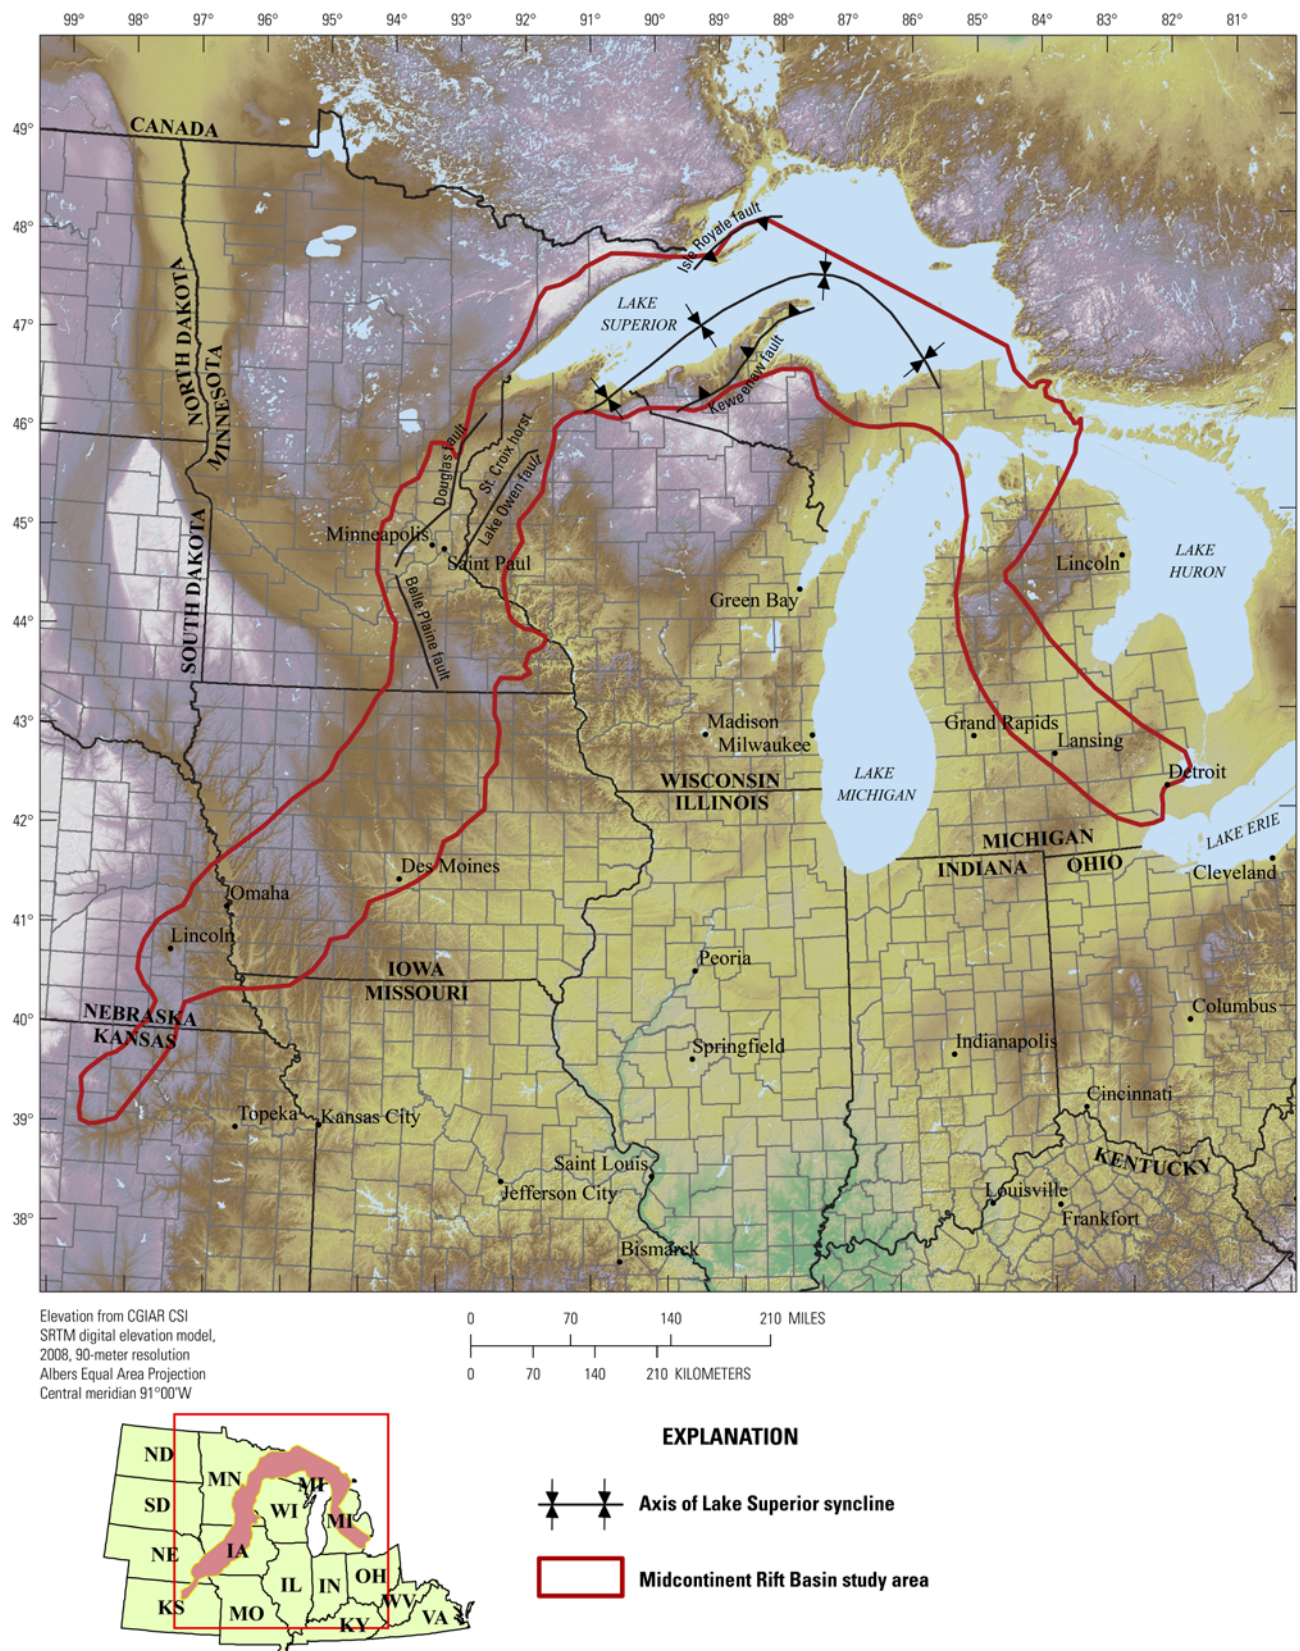 99° 98° 97° 96° 95° 94° 93° 92° 91° 90° 89° 88° 87° 86° 85° 84° 83° 82° 81°
49°
CANADA
48°
Isle Royale fault
NORTH DAKOTA
MINNESOTA
LAKE
SUPERIOR
47°
Keweenaw fault
46°
Douglas fault
St. Croix horst
Lake Owen fault
45°
Minneapolis
Saint Paul
SOUTH DAKOTA
Belle Plaine fault
Green Bay
Lincoln
LAKE
HURON
44°
43°
Madison
Milwaukee
Grand Rapids
Lansing
Detroit
WISCONSIN
ILLINOIS
LAKE
MICHIGAN
42°
MICHIGAN
INDIANA
OHIO
LAKE ERIE
Cleveland
Des Moines
Omaha
41°
Lincoln
IOWA
MISSOURI
Peoria
40°
NEBRASKA
KANSAS
Columbus
Springfield
Indianapolis
39°
Topeka
Kansas City
Cincinnati
KENTUCKY
Saint Louis
Jefferson City
Louisville
Frankfort
38°
Bismarck
Elevation from CGIAR CSI
SRTM digital elevation model,
2008, 90-meter resolution
Albers Equal Area Projection
Central meridian 91°00'W
0 70 140 210 MILES
0 70 140 210 KILOMETERS
ND
MN
SD
WI
MI
MI
NE
IA
IL
IN
OH
WV
KS
MO
KY
VA
EXPLANATION
Axis of Lake Superior syncline
Midcontinent Rift Basin study area